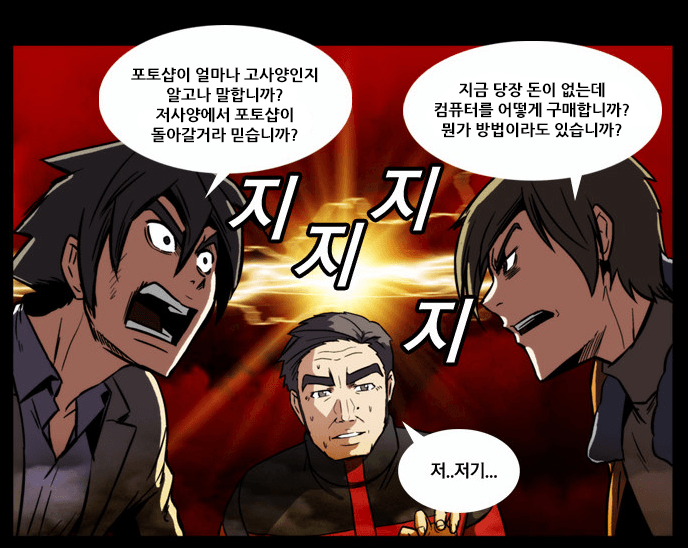 포토샵이 얼마나 고사양인지
알고나 말합니까?
저사양에서 포토샵이
돌아갈거라 믿습니까?
지금 당장 돈이 없는데
컴퓨터를 어떻게 구매합니까?
뭔가 방법이라도 있습니까?
지
지
지
지
저..저기...